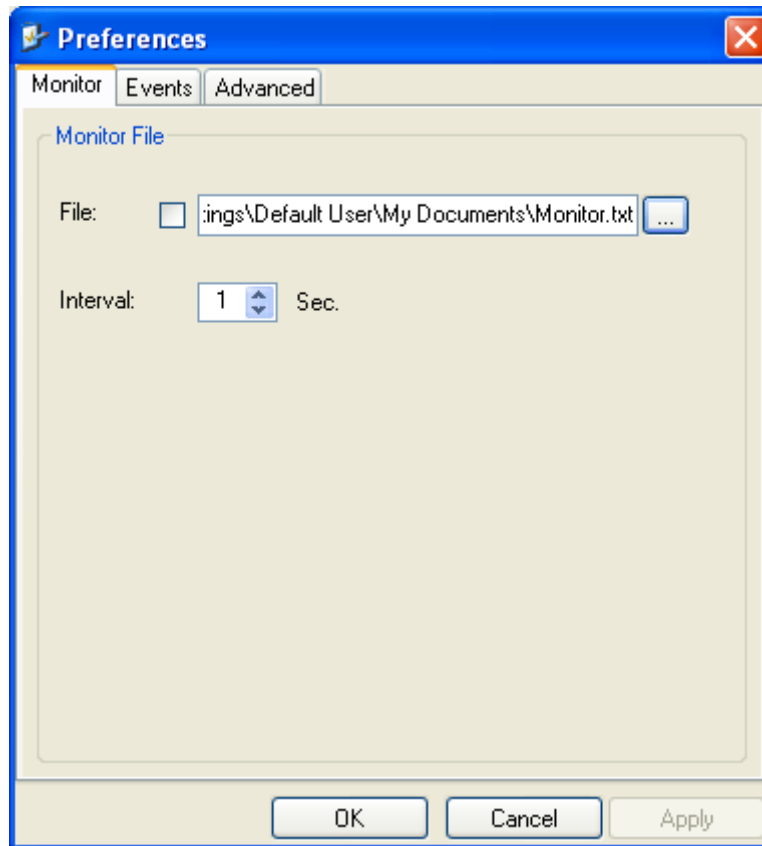 Preferences
Monitor Events Advanced
Monitor File
File: :ings\Default User\My Documents\Monitor.txt ...
Interval: 1 Sec.
OK Cancel Apply